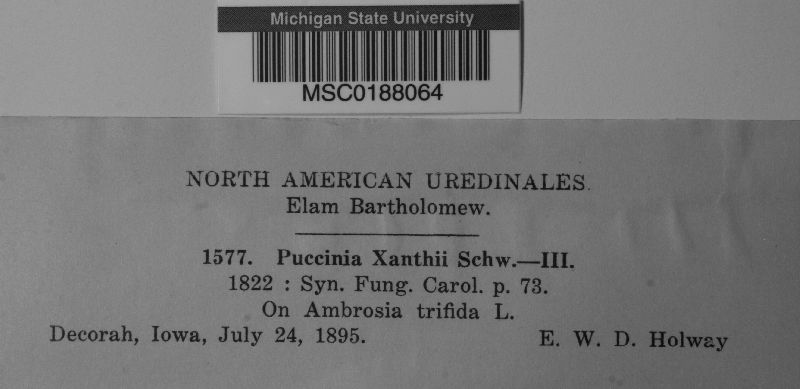 Michigan State University
MSC0188064
NORTH AMERICAN UREDINALES.
Elam Bartholomew.
1577. Puccinia Xanthii Schw.—III.
1822 : Syn. Fung. Carol. p. 73.
On Ambrosia trifida L.
Decorah, Iowa, July 24, 1895. E. W. D. Holway